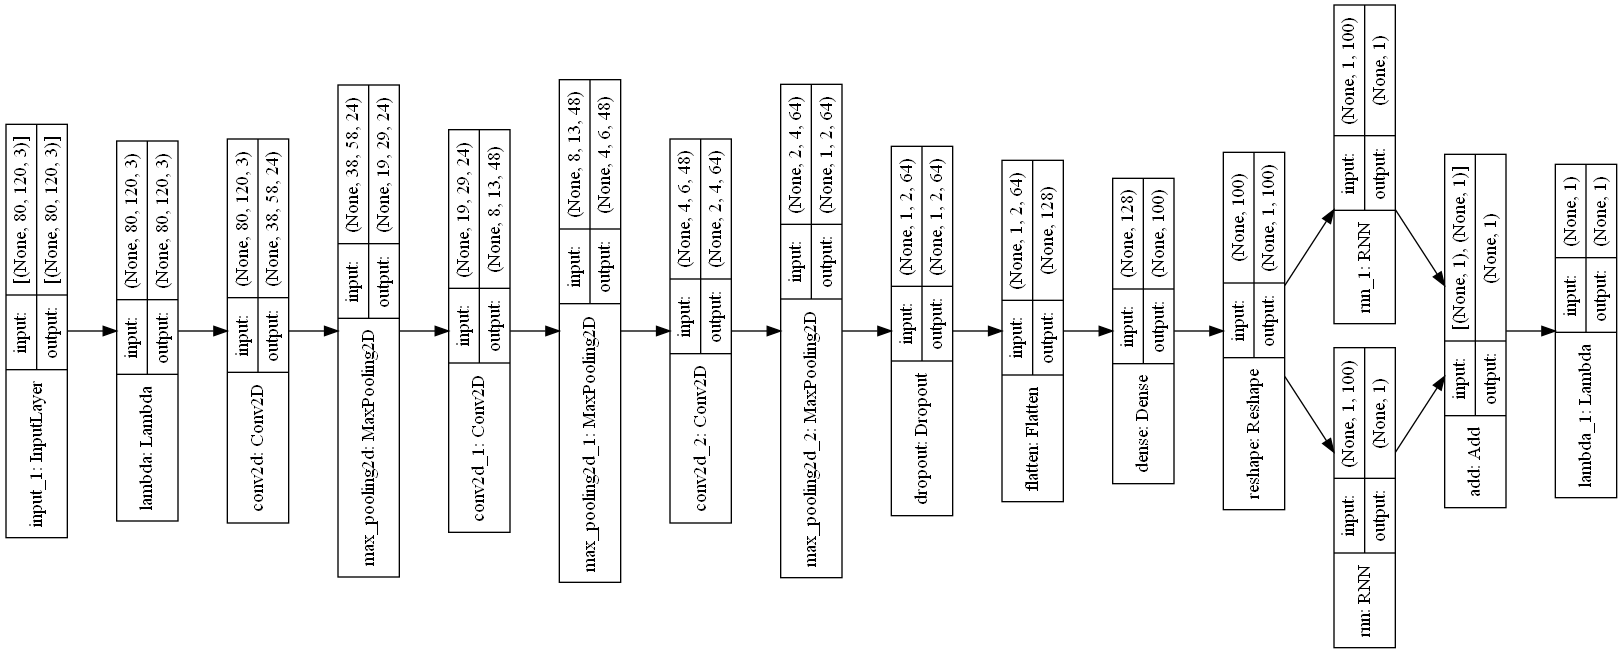 input_1: InputLayer
input:
[(None, 80, 120, 3)]
output:
[(None, 80, 120, 3)]
lambda: Lambda
input:
(None, 80, 120, 3)
output:
(None, 80, 120, 3)
conv2d: Conv2D
input:
(None, 80, 120, 3)
output:
(None, 38, 58, 24)
max_pooling2d: MaxPooling2D
input:
(None, 38, 58, 24)
output:
(None, 19, 29, 24)
conv2d_1: Conv2D
input:
(None, 19, 29, 24)
output:
(None, 8, 13, 48)
max_pooling2d_1: MaxPooling2D
input:
(None, 8, 13, 48)
output:
(None, 4, 6, 48)
conv2d_2: Conv2D
input:
(None, 4, 6, 48)
output:
(None, 2, 4, 64)
max_pooling2d_2: MaxPooling2D
input:
(None, 2, 4, 64)
output:
(None, 1, 2, 64)
dropout: Dropout
input:
(None, 1, 2, 64)
output:
(None, 1, 2, 64)
flatten: Flatten
input:
(None, 1, 2, 64)
output:
(None, 128)
dense: Dense
input:
(None, 128)
output:
(None, 100)
reshape: Reshape
input:
(None, 100)
output:
(None, 1, 100)
rnn_1: RNN
input:
(None, 1, 100)
output:
(None, 1)
rnn: RNN
input:
(None, 1, 100)
output:
(None, 1)
add: Add
input:
[(None, 1), (None, 1)]
output:
(None, 1)
lambda_1: Lambda
input:
(None, 1)
output:
(None, 1)